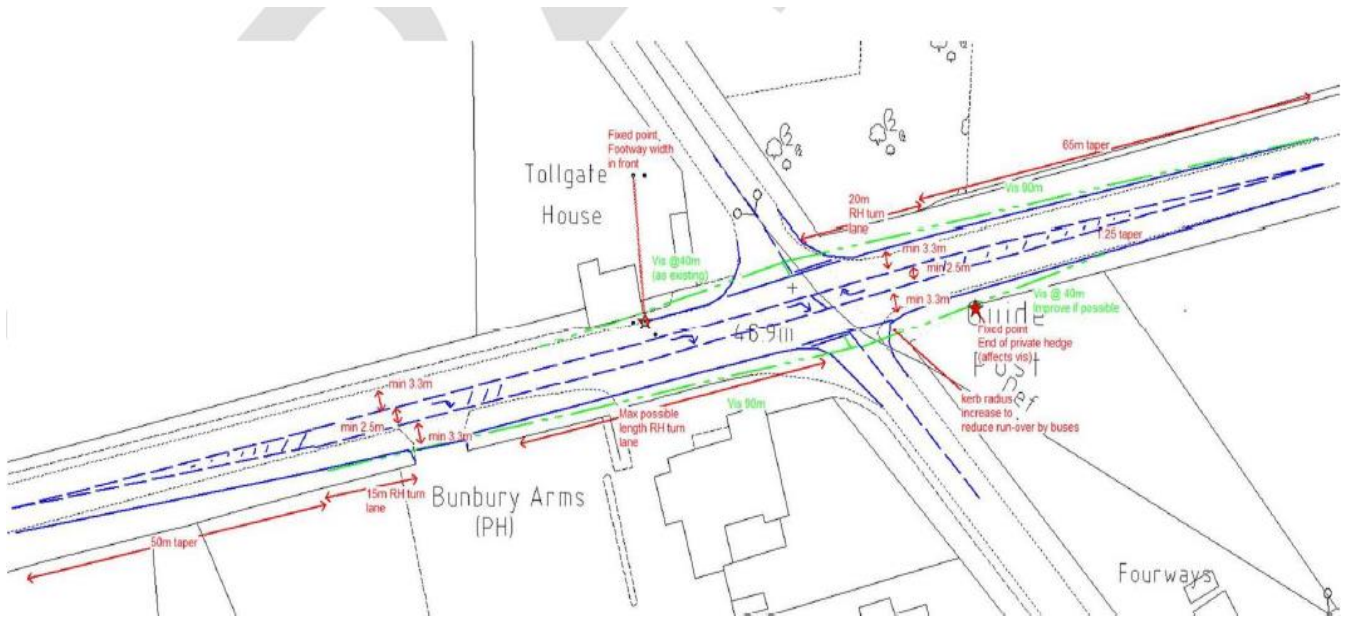 Fixed point,
Footway width
in front
Tollgate
House
Vis @40m
(as existing)
65m taper
Vis 90m
20m
RH turn
lane
1:25 taper
min 3.3m
min 2.5m
min 3.3m
Vis @ 40m
Improve if possible
Guide
Post
Fixed point
End of private hedge
(affects vis)
kerb radius
increase to
reduce run-over by buses
46.9m
min 3.3m
min 2.5m
min 3.3m
Max possible
length RH turn
lane
Vis 90m
15m RH turn
lane
50m taper
Bunbury Arms
(PH)
Fourways